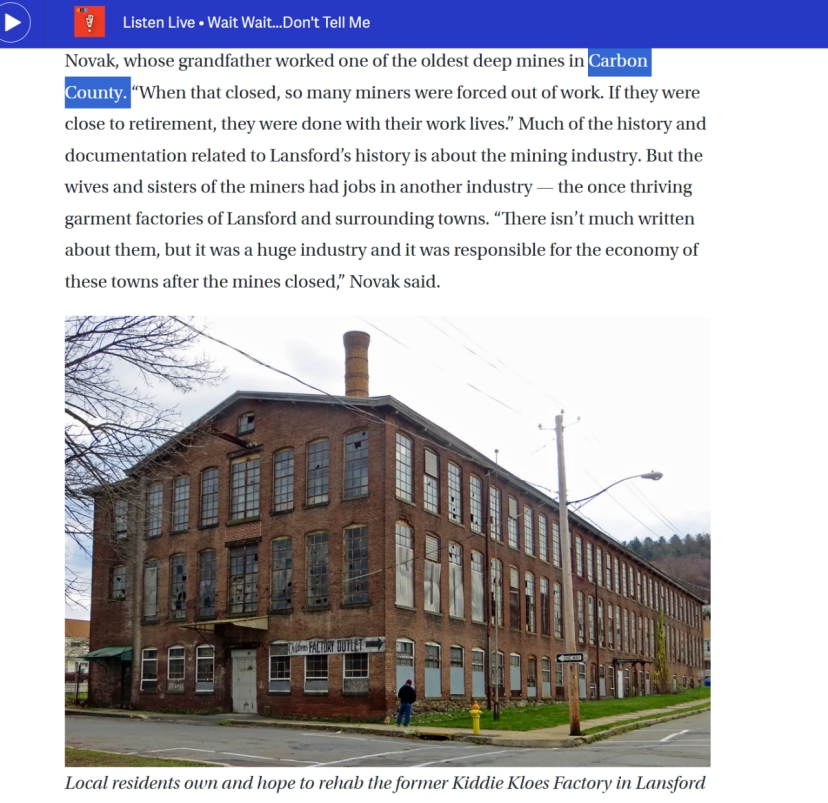 Listen Live • Wait Wait...Don't Tell Me
Novak, whose grandfather worked one of the oldest deep mines in Carbon
County. “When that closed, so many miners were forced out of work. If they were
close to retirement, they were done with their work lives.” Much of the history and
documentation related to Lansford’s history is about the mining industry. But the
wives and sisters of the miners had jobs in another industry — the once thriving
garment factories of Lansford and surrounding towns. “There isn’t much written
about them, but it was a huge industry and it was responsible for the economy of
these towns after the mines closed,” Novak said.
Children's FACTORY OUTLET
Local residents own and hope to rehab the former Kiddie Kloes Factory in Lansford